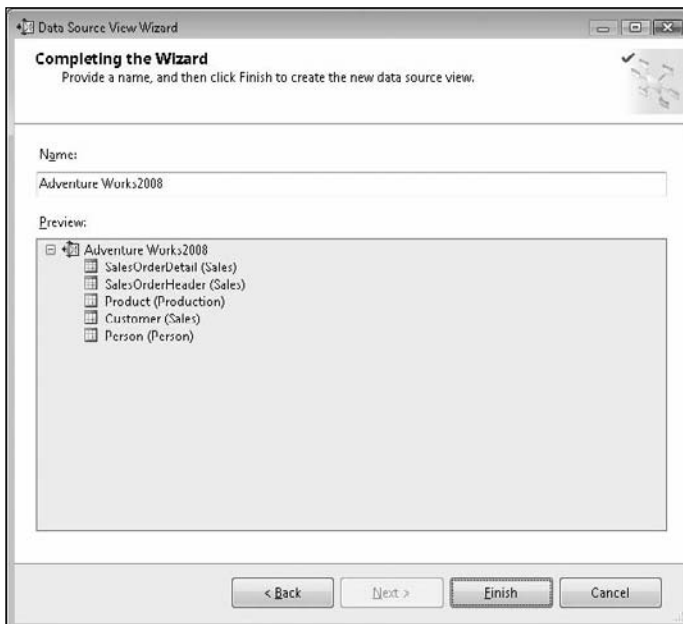 Data Source View Wizard
Completing the Wizard
Provide a name, and then click Finish to create the new data source view.
Name:
Adventure Works2008
Preview:
Adventure Works2008
SalesOrderDetail (Sales)
SalesOrderHeader (Sales)
Product (Production)
Customer (Sales)
Person (Person)
< Back
Next >
Finish
Cancel